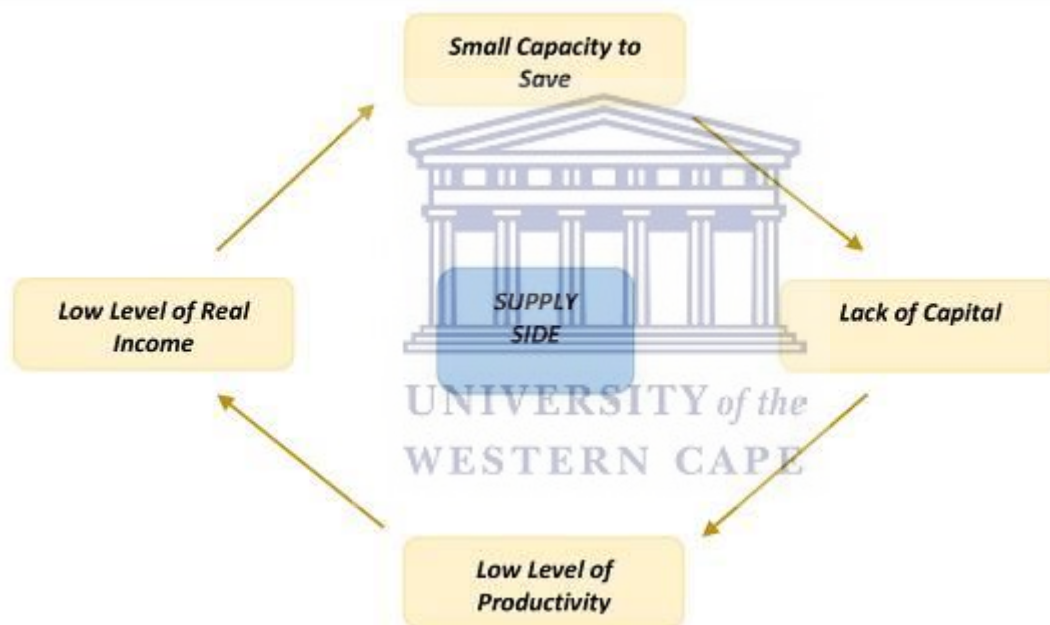 Small Capacity to
Save
Low Level of Real
Income
SUPPLY
SIDE
Lack of Capital
UNIVERSITY of the
WESTERN CAPE
Low Level of
Productivity